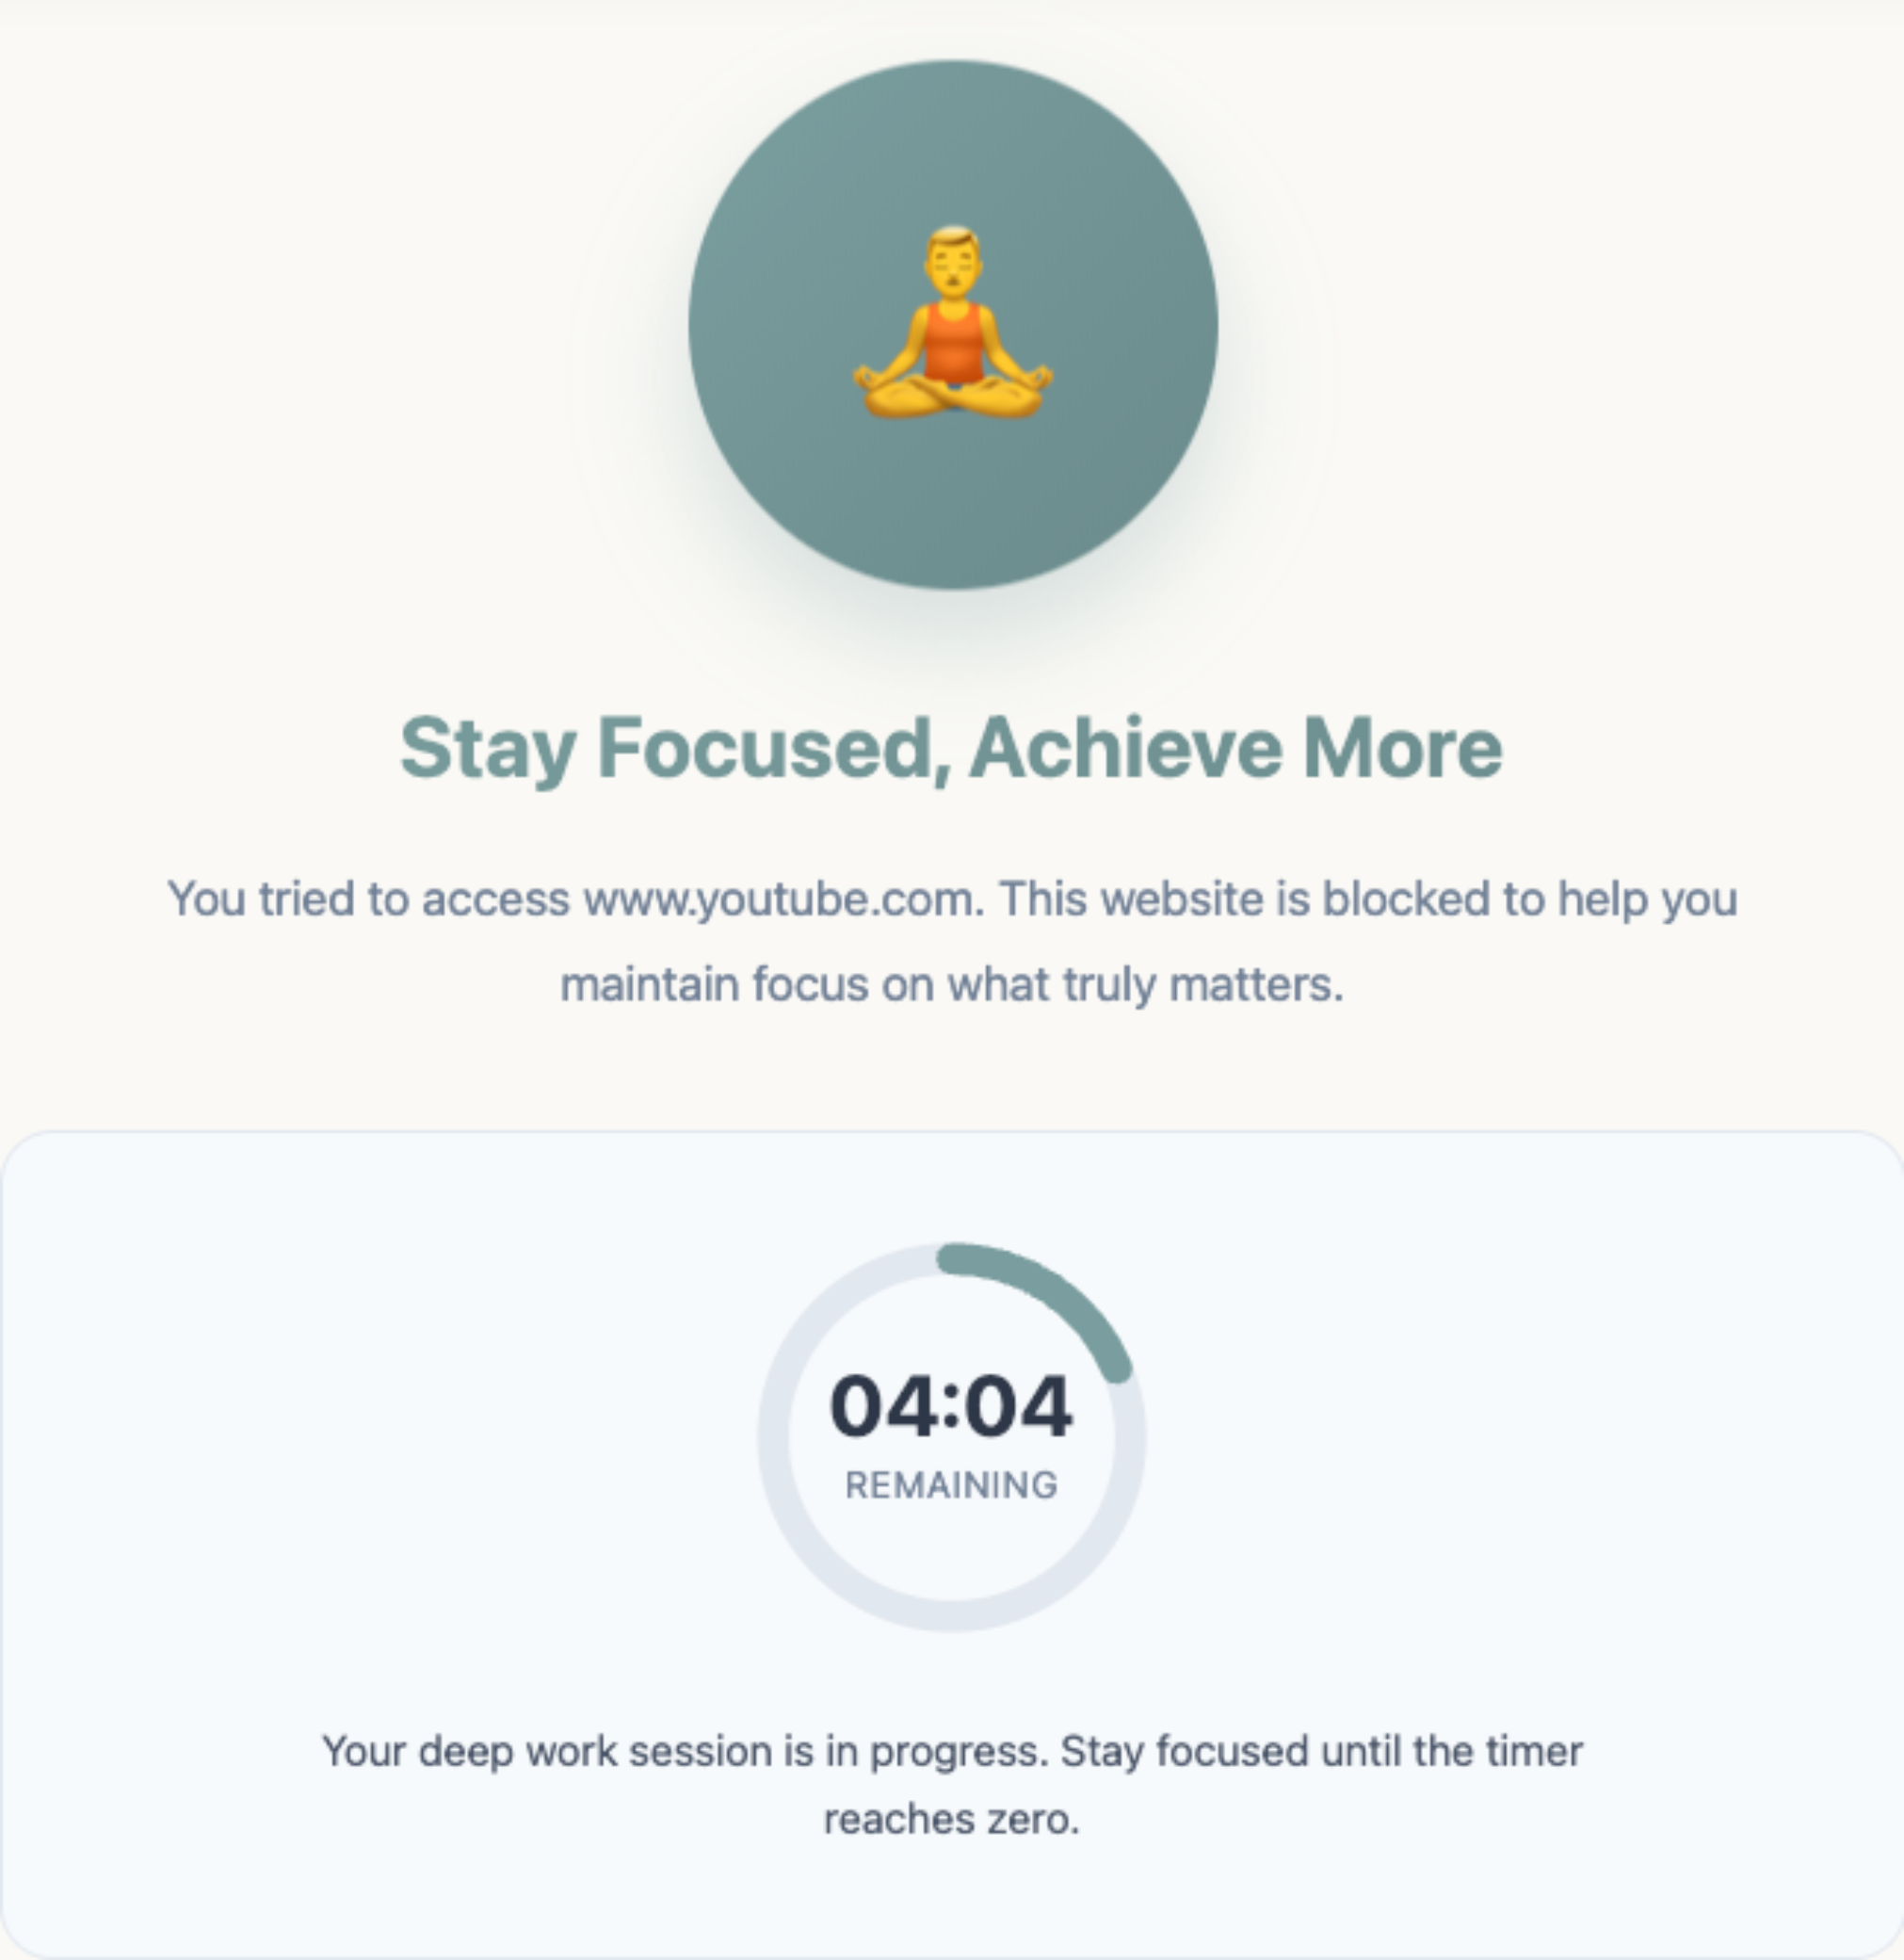 Stay Focused, Achieve More
You tried to access www.youtube.com. This website is blocked to help you
maintain focus on what truly matters.
04:04
REMAINING
Your deep work session is in progress. Stay focused until the timer
reaches zero.